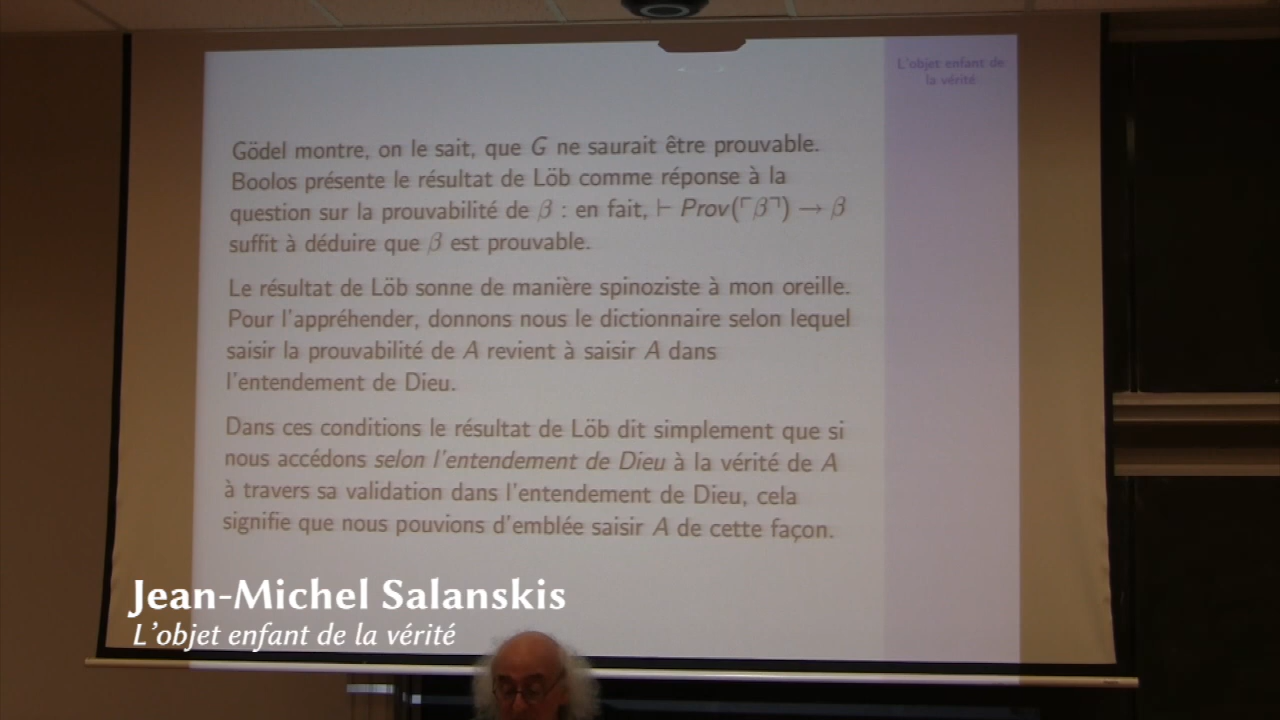 L'objet enfant de
la vérité
Gödel montre, on le sait, que G ne saurait être prouvable.
Boolos présente le résultat de Löb comme réponse à la
question sur la prouvabilité de β : en fait, ⊢ Prov(⌜β⌝) → β
suffit à déduire que β est prouvable.
Le résultat de Löb sonne de manière spinoziste à mon oreille.
Pour l'appréhender, donnons nous le dictionnaire selon lequel
saisir la prouvabilité de A revient à saisir A dans
l'entendement de Dieu.
Dans ces conditions le résultat de Löb dit simplement que si
nous accédons selon l'entendement de Dieu à la vérité de A
à travers sa validation dans l'entendement de Dieu, cela
signifie que nous pouvions d'emblée saisir A de cette façon.
Jean-Michel Salanskis
L'objet enfant de la vérité